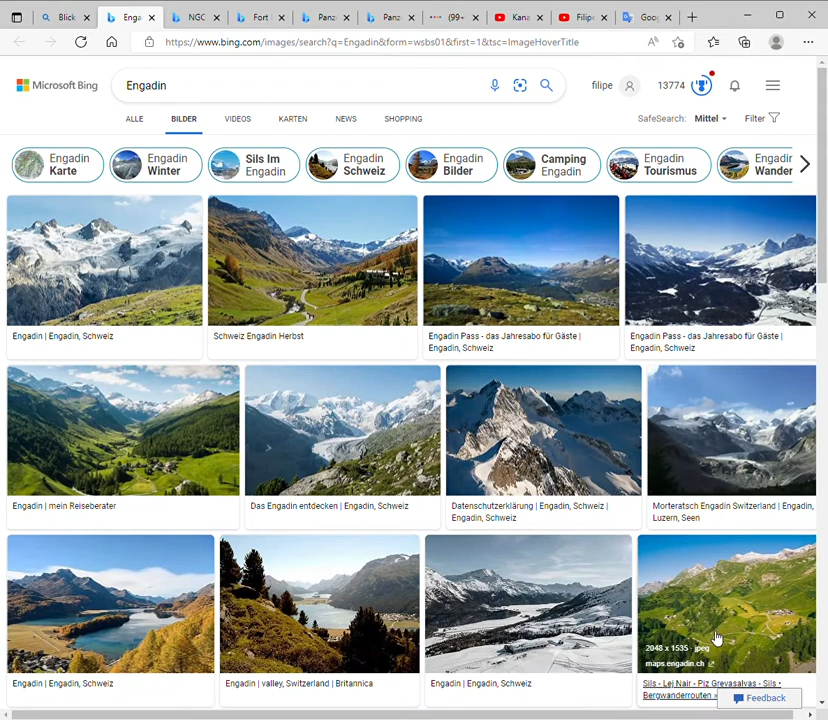 Blick
Enga
NGC
Fort
Panz
Panz
(99+
Kana
Filip
Goo
https://www.bing.com/images/search?q=Engadin&form=wsbs01&first=1&tsc=ImageHoverTitle
Microsoft Bing
Engadin
filipe
13774
ALLE
BILDER
VIDEOS
KARTEN
NEWS
SHOPPING
SafeSearch: Mittel
Filter
Engadin
Karte
Engadin
Winter
Sils Im
Engadin
Engadin
Schweiz
Engadin
Bilder
Camping
Engadin
Engadin
Tourismus
Engadin
Wander
Engadin | Engadin, Schweiz
Schweiz Engadin Herbst
Engadin Pass - das Jahresabo für Gäste |
Engadin, Schweiz
Engadin Pass - das Jahresabo für Gäste |
Engadin, Schweiz
Engadin | mein Reiseberater
Das Engadin entdecken | Engadin, Schweiz
Datenschutzerklärung | Engadin, Schweiz |
Engadin, Schweiz
Morteratsch Engadin Switzerland | Engadin,
Luzern, Seen
Engadin | Engadin, Schweiz
Engadin | valley, Switzerland | Britannica
Engadin | Engadin, Schweiz
2048 x 1535 · jpeg
maps.engadin.ch
Sils - Lej Nair - Piz Grevasalvas - Sils •
Bergwanderrouten »
Feedback